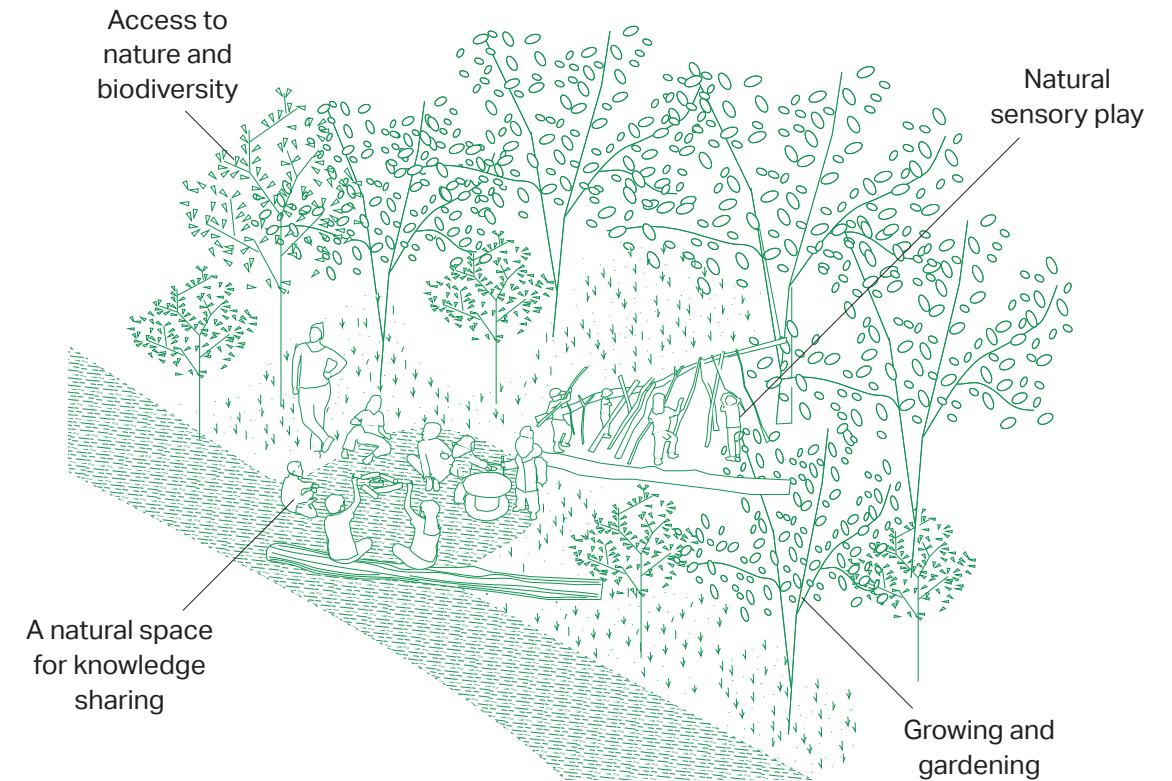 Access to
nature and
biodiversity
Natural
sensory play
A natural space
for knowledge
sharing
Growing and
gardening